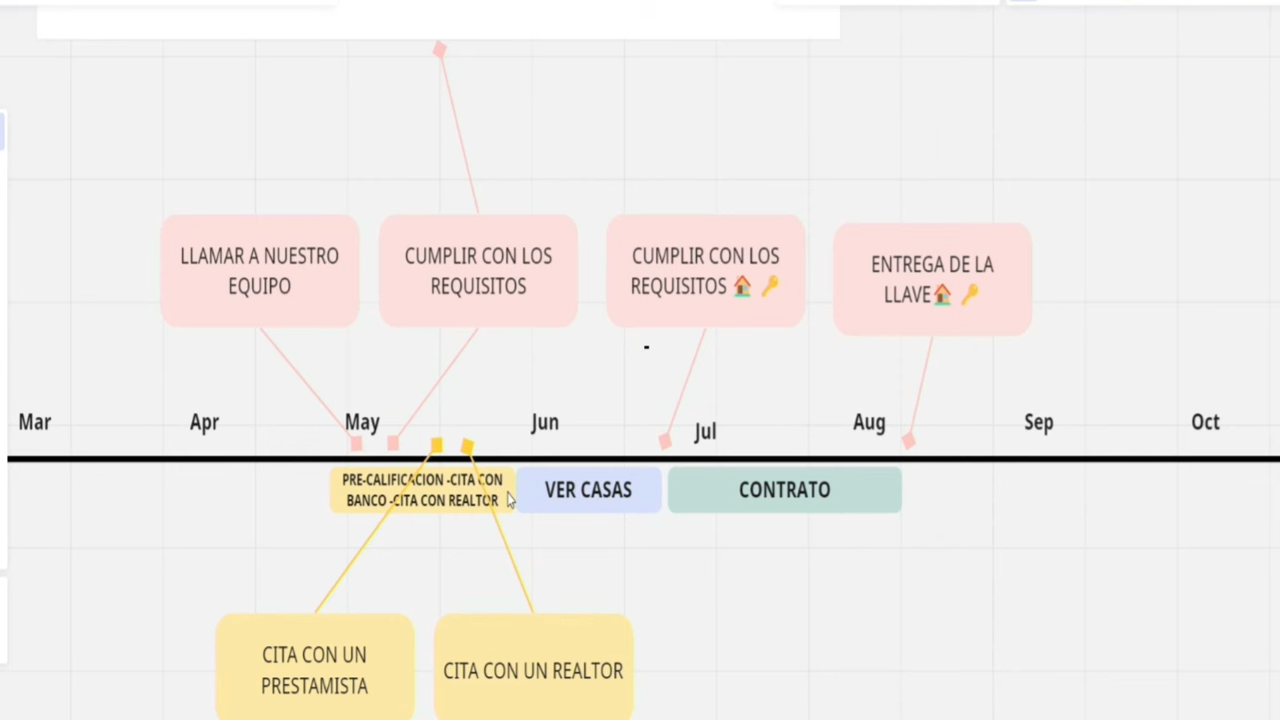 LLAMAR A NUESTRO
EQUIPO
CUMPLIR CON LOS
REQUISITOS
CUMPLIR CON LOS
REQUISITOS 🏠 🔑
ENTREGA DE LA
LLAVE🏠 🔑
-
Mar Apr May Jun Jul Aug Sep Oct
PRE-CALIFICACION -CITA CON
BANCO -CITA CON REALTOR
VER CASAS
CONTRATO
CITA CON UN
PRESTAMISTA
CITA CON UN REALTOR